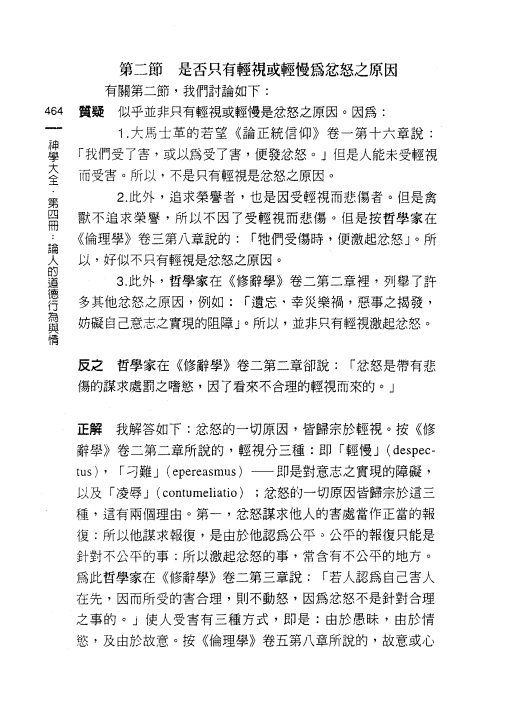 第二節　是否只有輕視或輕慢爲忿怒之原因
有關第二節，我們討論如下：
464
神學大全．第四冊：論人的道德行為與情
質疑　似乎並非只有輕視或輕慢是忿怒之原因。因爲：
1.大馬士革的若望《論正統信仰》卷一第十六章說：
「我們受了害，或以爲受了害，便發忿怒。」但是人能未受輕視
而受害。所以，不是只有輕視是忿怒之原因。
2.此外，追求榮譽者，也是因受輕視而悲傷者。但是禽
獸不追求榮譽，所以不因了受輕視而悲傷。但是按哲學家在
《倫理學》卷三第八章說的：「牠們受傷時，便激起忿怒」。所
以，好似不只有輕視是忿怒之原因。
3.此外，哲學家在《修辭學》卷二第二章裡，列舉了許
多其他忿怒之原因，例如：「遺忘，幸災樂禍，惡事之揭發，
妨礙自己意志之實現的阻障」。所以，並非只有輕視激起忿怒。
反之　哲學家在《修辭學》卷二第二章卻說：「忿怒是帶有悲
傷的謀求處罰之嗜慾，因了看來不合理的輕視而來的。」
正解　我解答如下：忿怒的一切原因，皆歸宗於輕視。按《修
辭學》卷二第二章所說的，輕視分三種：即「輕慢」(despec-
tus)，「刁難」(epereasmus) ——即是對意志之實現的障礙，
以及「凌辱」(contumeliatio)；忿怒的一切原因皆歸宗於這三
種，這有兩個理由。第一，忿怒謀求他人的害處當作正當的報
復：所以他謀求報復，是由於他認爲公平。公平的報復只能是
針對不公平的事：所以激起忿怒的事，常含有不公平的地方。
爲此哲學家在《修辭學》卷二第三章說：「若人認爲自己害人
在先，因而所受的害合理，則不動怒，因爲忿怒不是針對合理
之事的。」使人受害有三種方式，即是：由於愚昧，由於情
慾，及由於故意。按《倫理學》卷五第八章所說的，故意或心